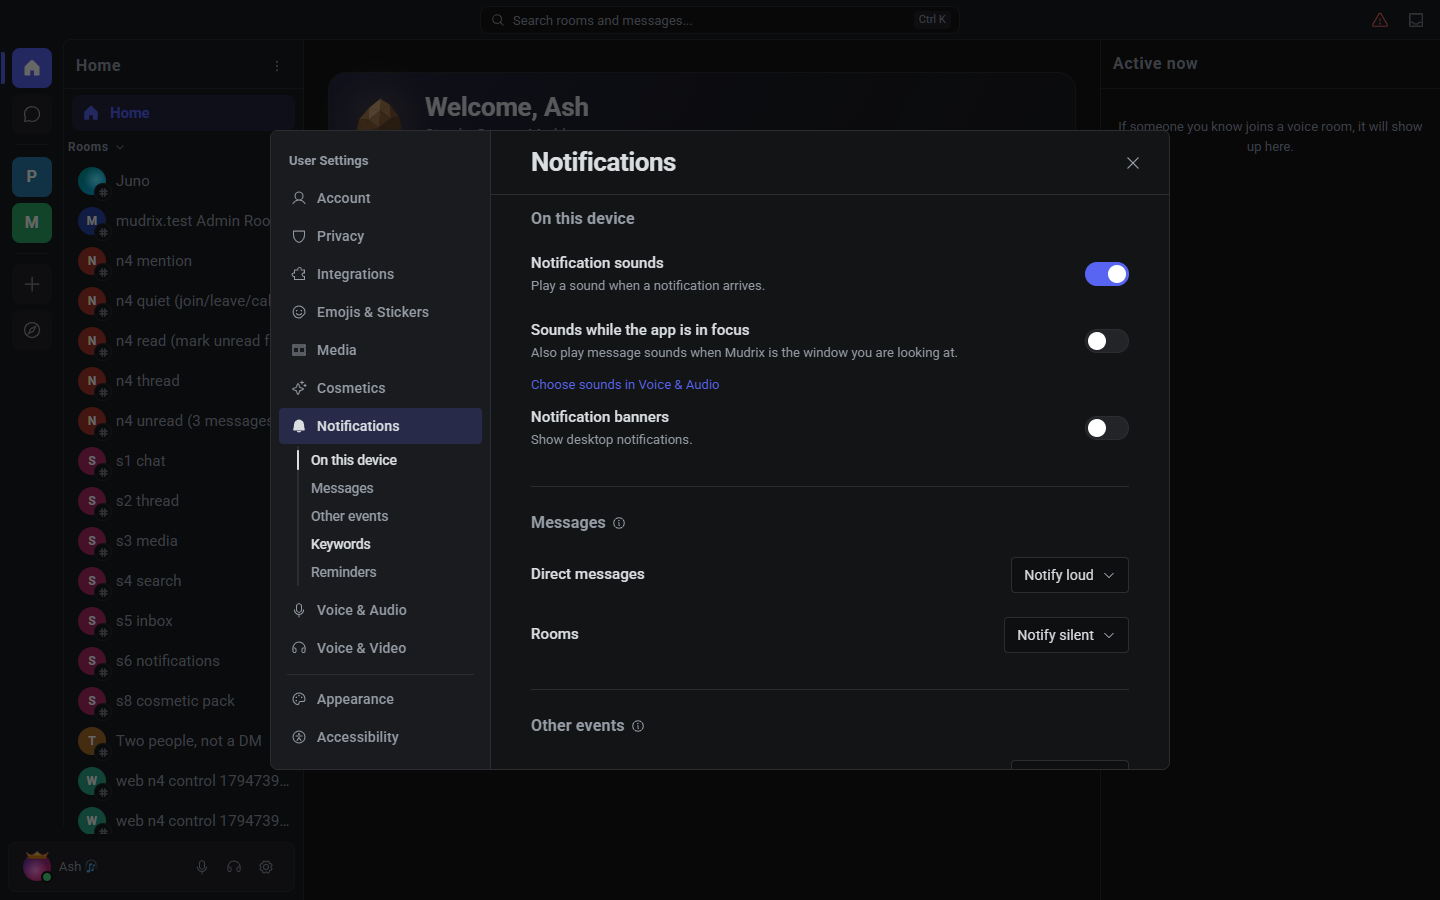 Search rooms and messages...
Ctrl K
Home
Active now
Home
Welcome, Ash
If someone you know joins a voice room, it will show
up here.
Rooms
P
M
Juno
M mudrix.test Admin Roo
N n4 mention
N n4 quiet (join/leave/cal
N n4 read (mark unread f
N n4 thread
N n4 unread (3 messages
S s1 chat
S s2 thread
S s3 media
S s4 search
S s5 inbox
S s6 notifications
S s8 cosmetic pack
T Two people, not a DM
W web n4 control 1794739...
W web n4 control 1794739...
Ash
User Settings
Account
Privacy
Integrations
Emojis & Stickers
Media
Cosmetics
Notifications
On this device
Messages
Other events
Keywords
Reminders
Voice & Audio
Voice & Video
Appearance
Accessibility
Notifications
On this device
Notification sounds
Play a sound when a notification arrives.
Sounds while the app is in focus
Also play message sounds when Mudrix is the window you are looking at.
Choose sounds in Voice & Audio
Notification banners
Show desktop notifications.
Messages
Direct messages
Notify loud
Rooms
Notify silent
Other events